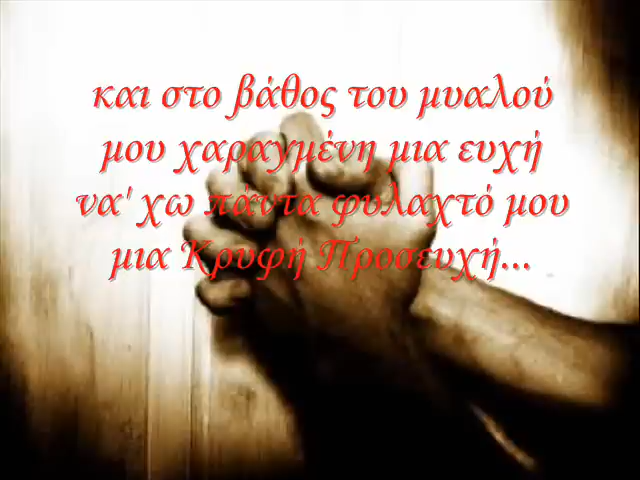 και στο βάθος του μυαλού
μου χαραγμένη μια ευχή
να' χω πάντα φυλαχτό μου
μια Κρυφή Προσευχή...